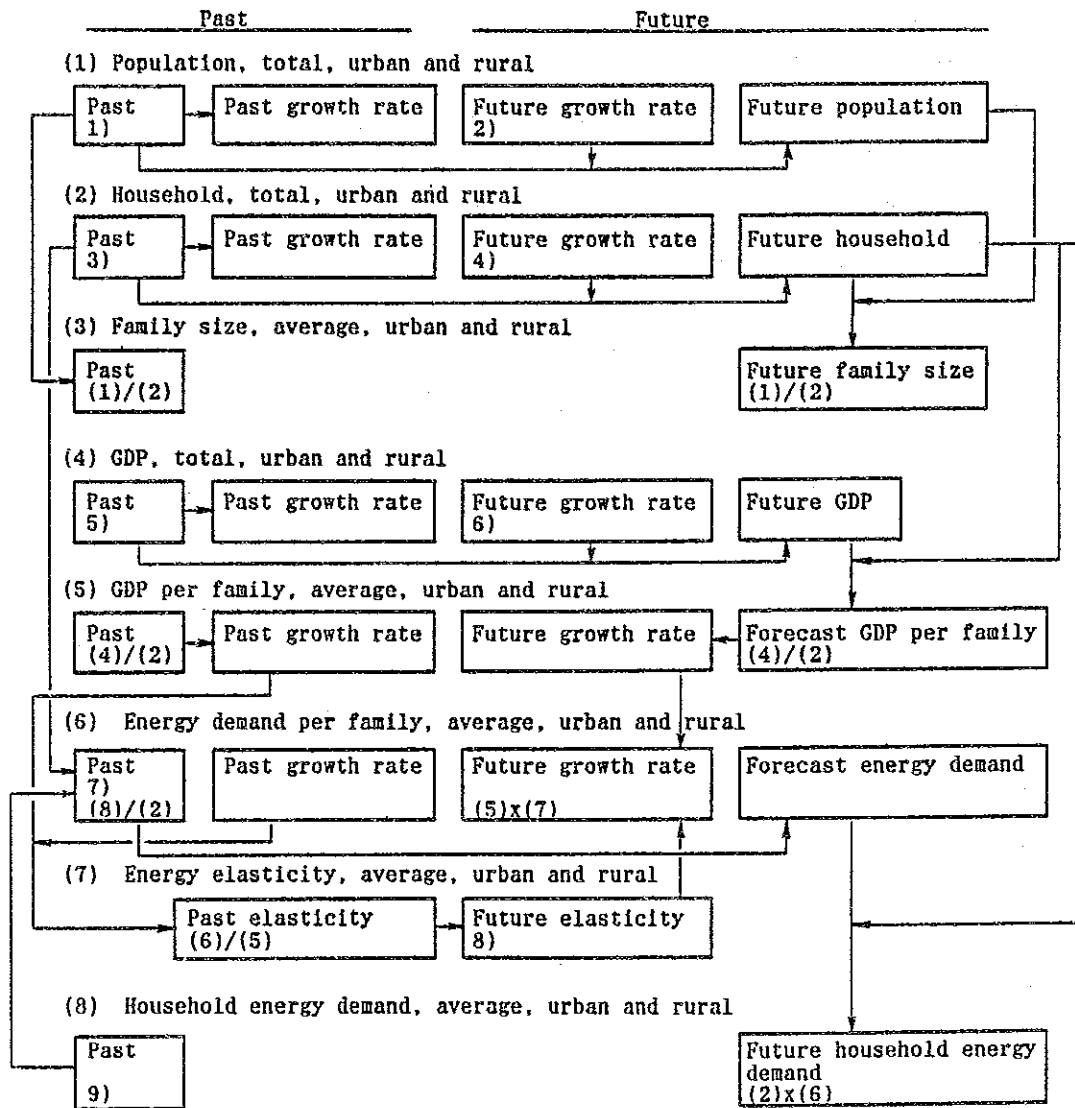 Past Future
(1) Population, total, urban and rural
Past Past growth rate Future growth rate Future population
1) 2)
(2) Household, total, urban and rural
Past Past growth rate Future growth rate Future household
3) 4)
(3) Family size, average, urban and rural
Past Future family size
(1)/(2) (1)/(2)
(4) GDP, total, urban and rural
Past Past growth rate Future growth rate Future GDP
5) 6)
(5) GDP per family, average, urban and rural
Past Past growth rate Future growth rate Forecast GDP per family
(4)/(2) (4)/(2)
(6) Energy demand per family, average, urban and rural
Past Past growth rate Future growth rate Forecast energy demand
7)
(8)/(2) (5)x(7)
(7) Energy elasticity, average, urban and rural
Past elasticity Future elasticity
(6)/(5) 8)
(8) Household energy demand, average, urban and rural
Past Future household energy
demand
9) (2)x(6)